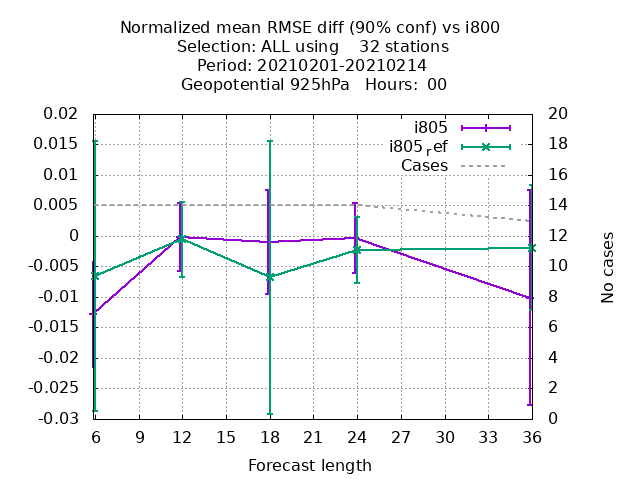 Normalized mean RMSE diff (90% conf) vs i800
Selection: ALL using    32 stations
Period: 20210201-20210214
Geopotential 925hPa   Hours:  00
i805
i805_ref
Cases
0.02
0.015
0.01
0.005
0
-0.005
-0.01
-0.015
-0.02
-0.025
-0.03
20
18
16
14
12
10
8
6
4
2
0
No cases
6 9 12 15 18 21 24 27 30 33 36
Forecast length